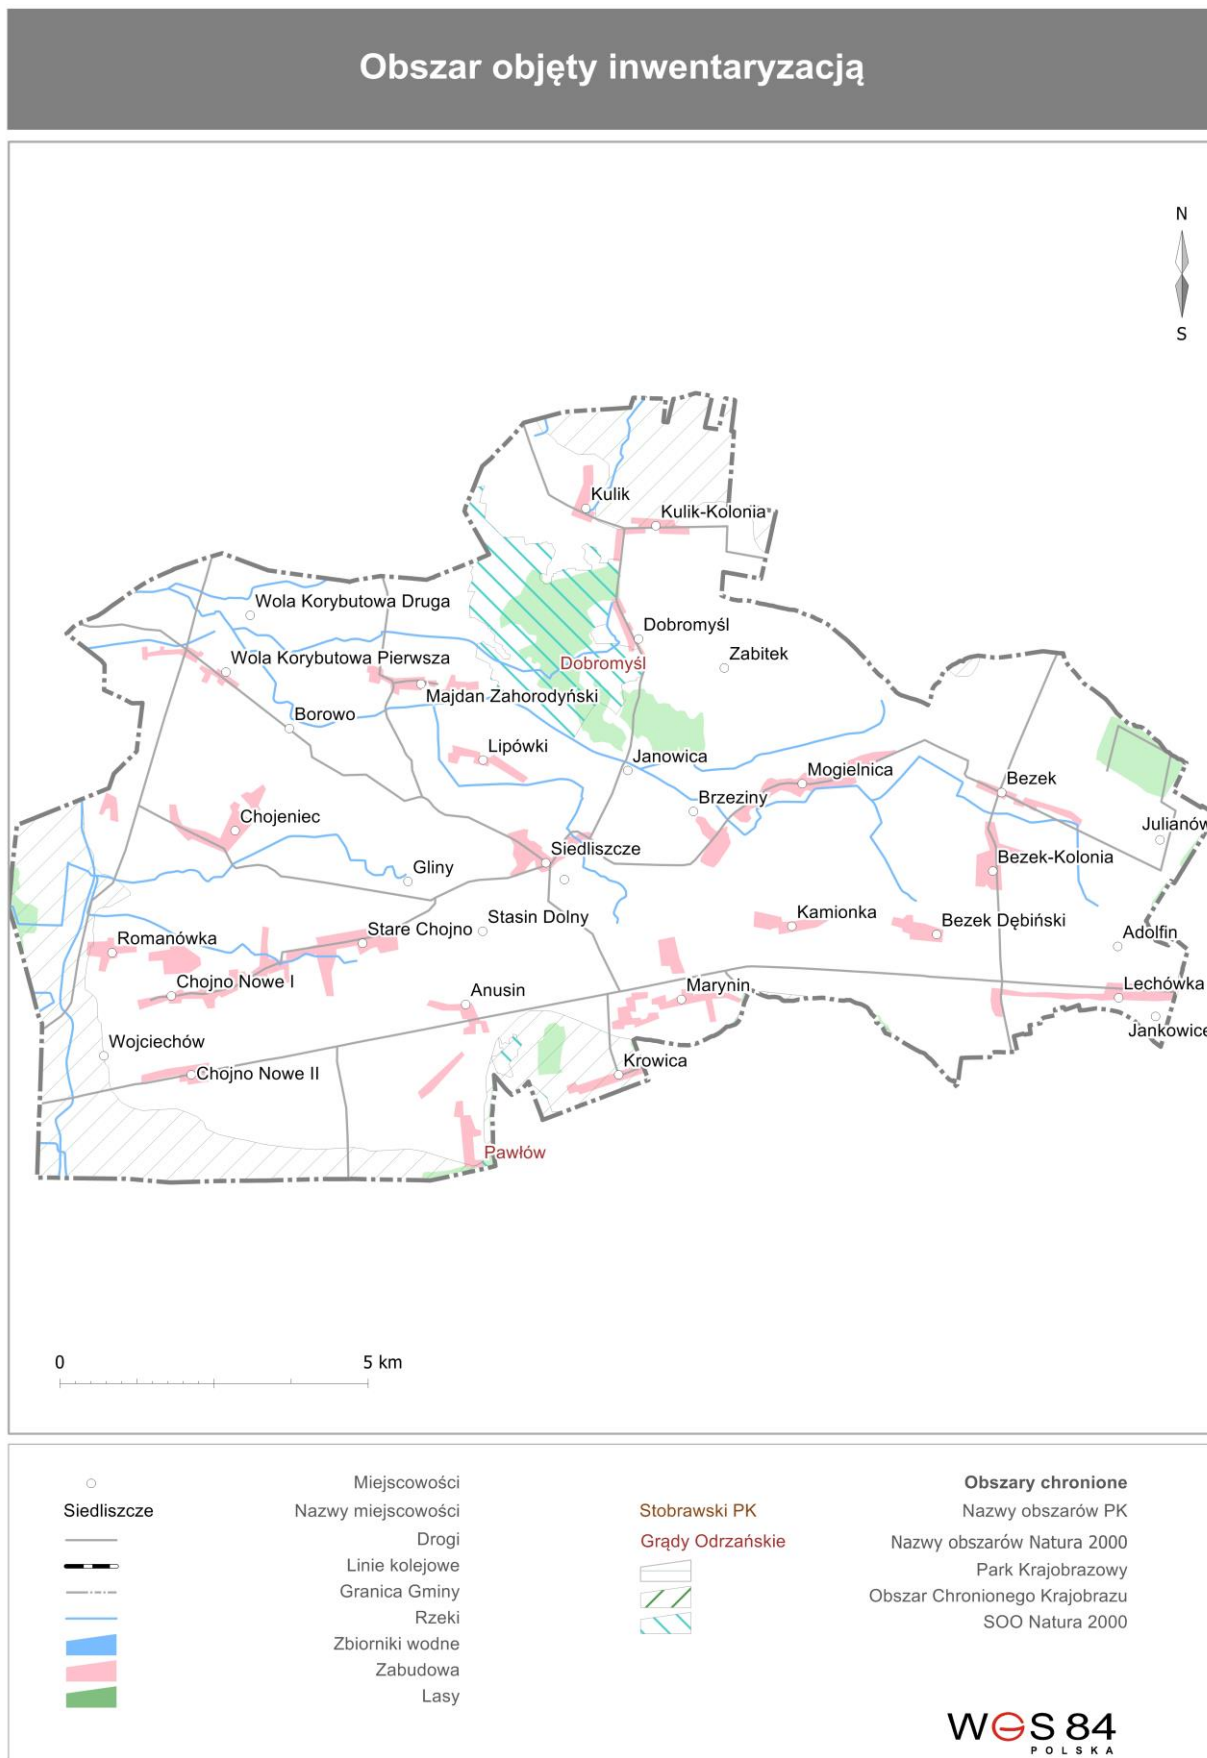 Obszar objęty inwentaryzacją
N
S
Kulik
Kulik-Kolonia
Wola Korybutowa Druga
Dobromyśl
Wola Korybutowa Pierwsza
Dobromyśl
Zabitek
Majdan Zahorodyński
Borowo
Lipówki
Janowica
Mogielnica
Bezek
Brzeziny
Chojeniec
Julianów
Siedliszcze
Bezek-Kolonia
Gliny
Stasin Dolny
Kamionka
Bezek Dębiński
Romanówka
Stare Chojno
Adolfin
Chojno Nowe I
Anusin
Marynin
Lechówka
Jankowice
Wojciechów
Krowica
Chojno Nowe II
Pawłów
0 5 km
Miejscowości
Siedliszcze Nazwy miejscowości
Drogi
Linie kolejowe
Granica Gminy
Rzeki
Zbiorniki wodne
Zabudowa
Lasy
Obszary chronione
Stobrawski PK Nazwy obszarów PK
Grądy Odrzańskie Nazwy obszarów Natura 2000
Park Krajobrazowy
Obszar Chronionego Krajobrazu
SOO Natura 2000
WGS 84
POLSKA